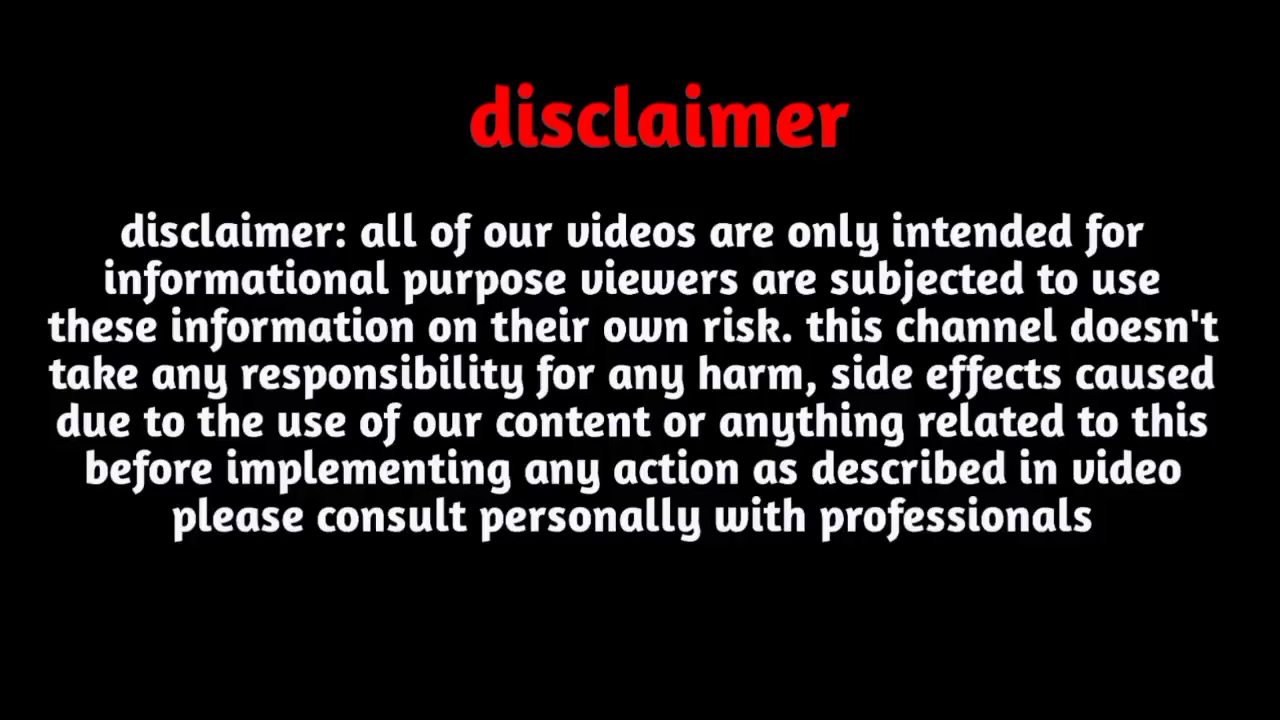 disclaimer
disclaimer: all of our videos are only intended for
informational purpose viewers are subjected to use
these information on their own risk. this channel doesn't
take any responsibility for any harm, side effects caused
due to the use of our content or anything related to this
before implementing any action as described in video
please consult personally with professionals